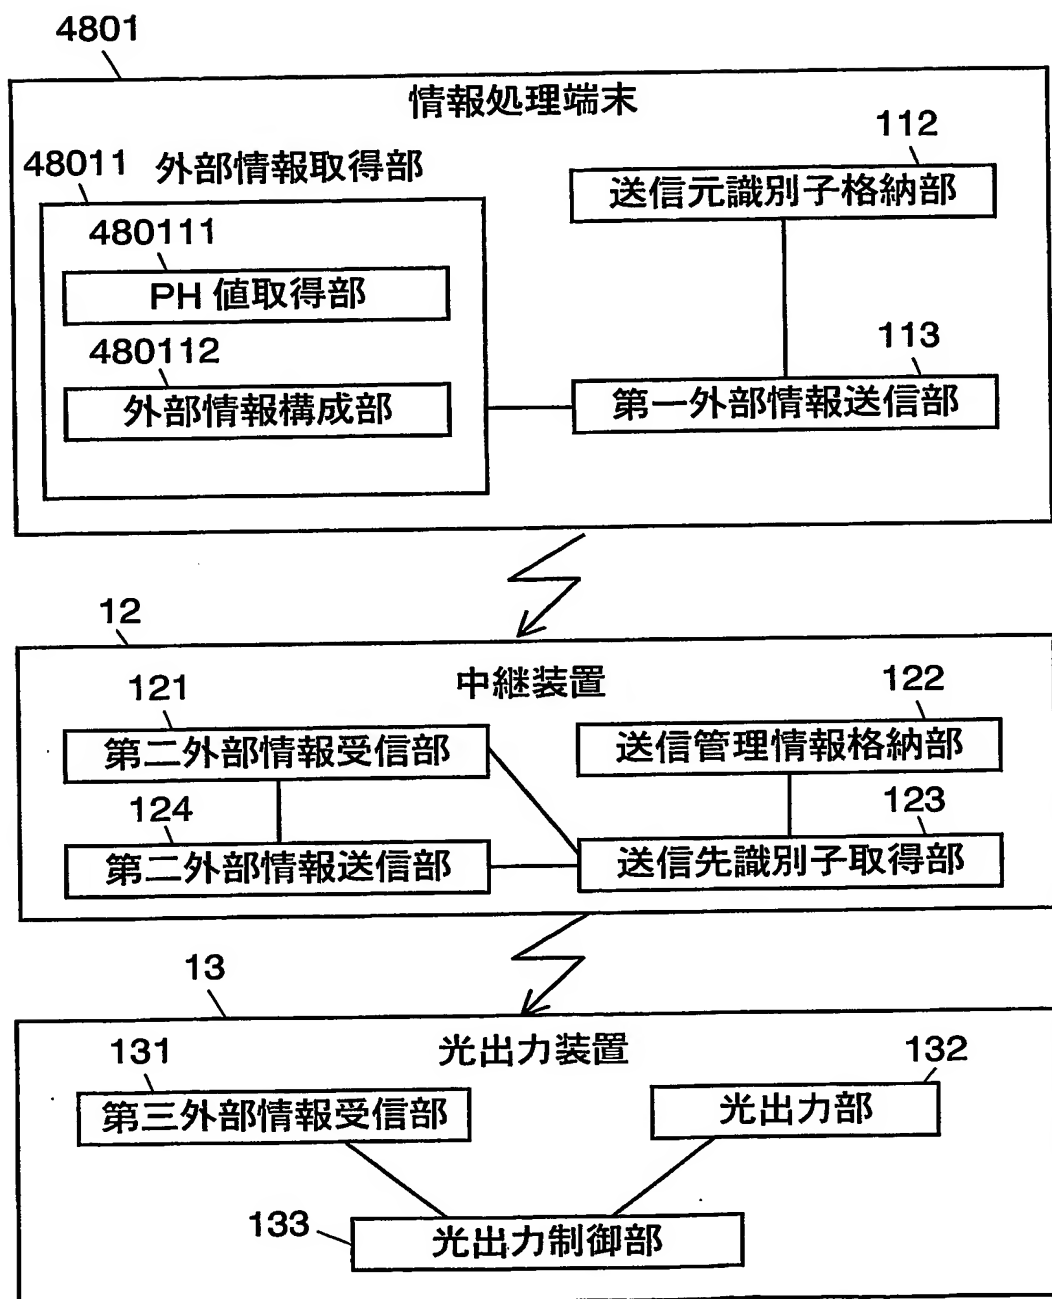 4801
情報処理端末
112
送信元識別子格納部
48011
外部情報取得部
480111
PH 値取得部
480112
外部情報構成部
113
第一外部情報送信部
12
中継装置
121
第二外部情報受信部
122
送信管理情報格納部
124
第二外部情報送信部
123
送信先識別子取得部
13
光出力装置
131
第三外部情報受信部
132
光出力部
133
光出力制御部